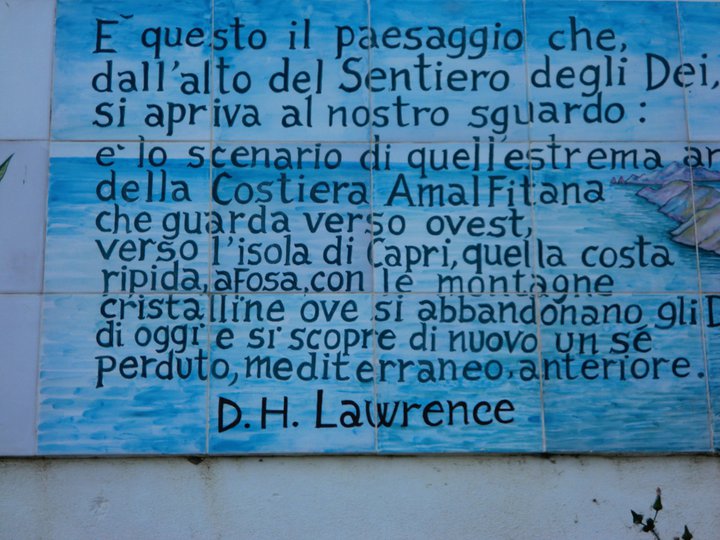 E' questo il paesaggio che,
dall'alto del Sentiero degli Dei,
si apriva al nostro sguardo:
e' lo scenario di quell'estrema
della Costiera Amalfitana
che guarda verso ovest,
verso l'isola di Capri, quella costa
ripida, afosa, con le montagne
cristalline ove si abbandonano gli
di oggi e si scopre di nuovo un sé
perduto, mediterraneo, anteriore.
D. H. Lawrence